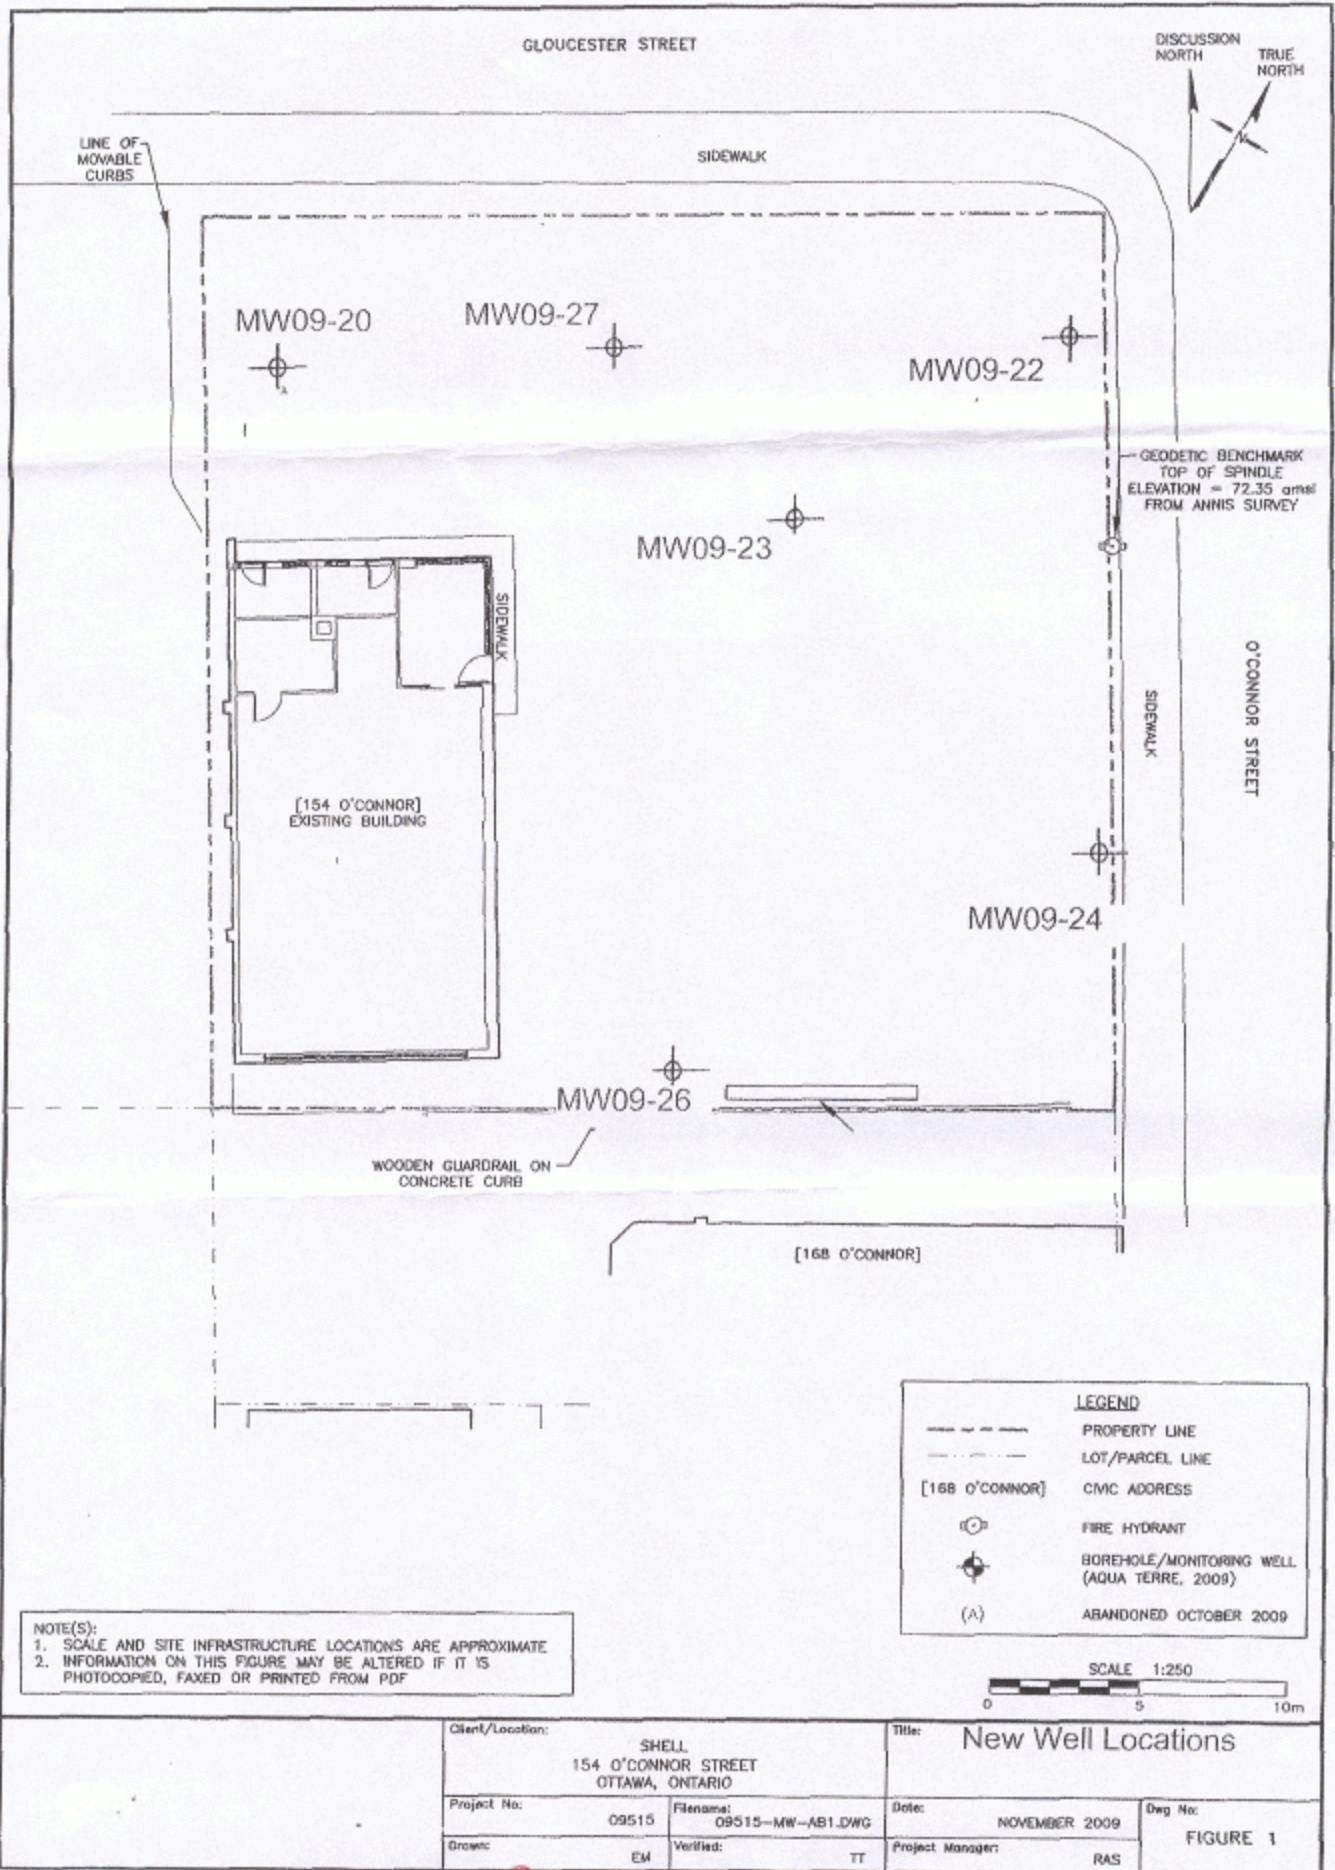 GLOUCESTER STREET
DISCUSSION
NORTH
TRUE
NORTH
LINE OF
MOVABLE
CURBS
SIDEWALK
MW09-20
MW09-27
MW09-22
GEODETIC BENCHMARK
TOP OF SPINDLE
ELEVATION = 72.35 amsl
FROM ANNIS SURVEY
MW09-23
SIDEWALK
SIDEWALK
O'CONNOR STREET
[154 O'CONNOR]
EXISTING BUILDING
MW09-24
MW09-26
WOODEN GUARDRAIL ON
CONCRETE CURB
[168 O'CONNOR]
LEGEND
PROPERTY LINE
LOT/PARCEL LINE
[168 O'CONNOR] CIVIC ADDRESS
FIRE HYDRANT
BOREHOLE/MONITORING WELL
(AQUA TERRE, 2009)
(A) ABANDONED OCTOBER 2009
NOTE(S):
1. SCALE AND SITE INFRASTRUCTURE LOCATIONS ARE APPROXIMATE
2. INFORMATION ON THIS FIGURE MAY BE ALTERED IF IT IS
PHOTOCOPIED, FAXED OR PRINTED FROM PDF
SCALE 1:250
0 5 10m
Client/Location:
SHELL
154 O'CONNOR STREET
OTTAWA, ONTARIO
Title: New Well Locations
Project No: 09515
Filename: 09515-MW-AB1.DWG
Date: NOVEMBER 2009
Dwg No: FIGURE 1
Drawn: EM
Verified: TT
Project Manager: RAS